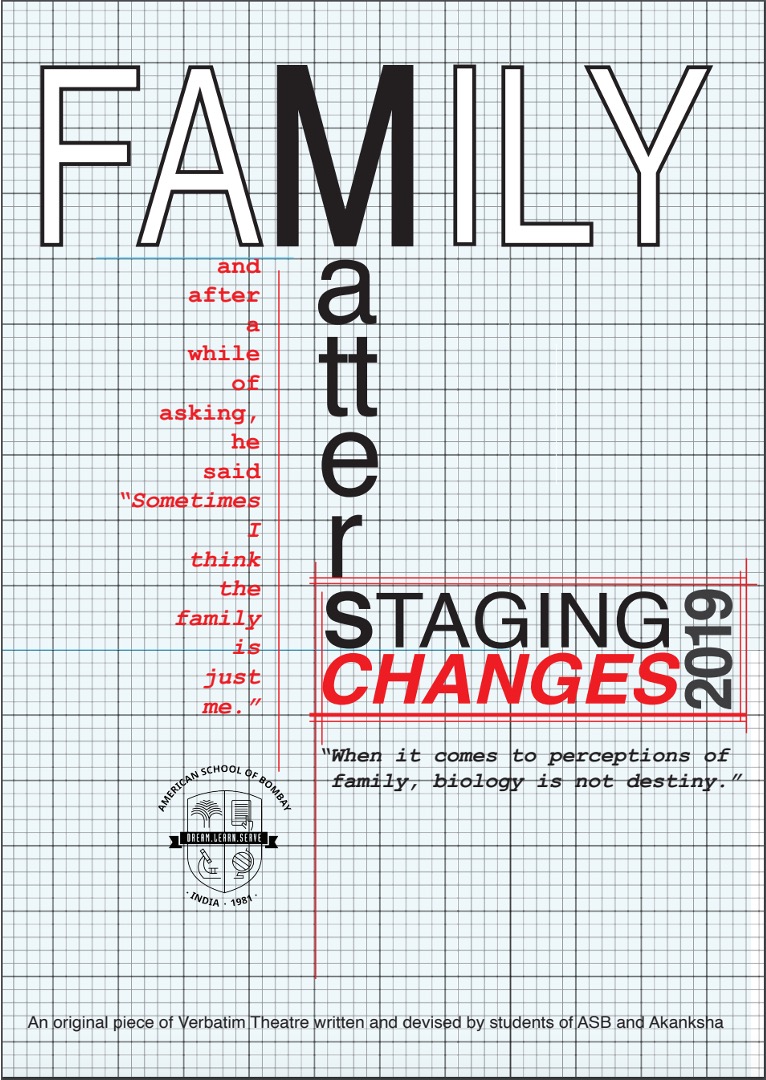 FAMILY
atters
and
after
a
while
of
asking,
he
said
“Sometimes
I
think
the
family
is
just
me.”
STAGING
CHANGES
2019
“When it comes to perceptions of
family, biology is not destiny.”
AMERICAN SCHOOL OF BOMBAY
DREAM.LEARN.SERVE
· INDIA · 1981 ·
An original piece of Verbatim Theatre written and devised by students of ASB and Akanksha